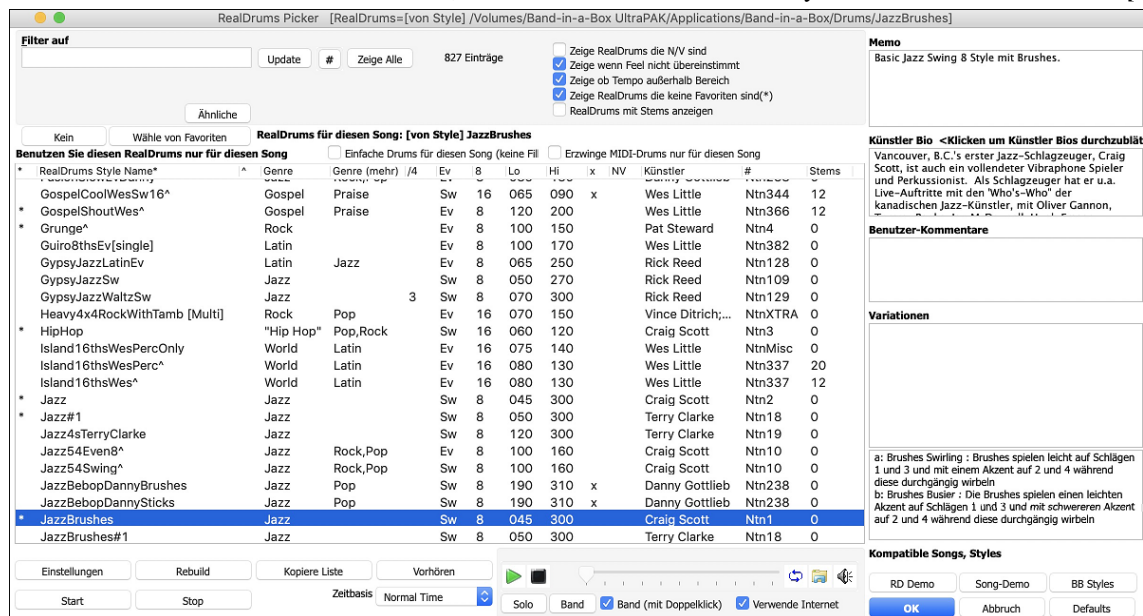 RealDrums Picker [RealDrums=[von Style] /Volumes/Band-in-a-Box UltraPAK/Applications/Band-in-a-Box/Drums/JazzBrushes]
Filter auf
Update # Zeige Alle 827 Einträge
Ähnliche
Zeige RealDrums die N/V sind
Zeige wenn Feel nicht übereinstimmt
Zeige ob Tempo außerhalb Bereich
Zeige RealDrums die keine Favoriten sind(*)
RealDrums mit Stems anzeigen
Kein Wähle von Favoriten RealDrums für diesen Song: [von Style] JazzBrushes
Benutzen Sie diesen RealDrums nur für diesen Song Einfache Drums für diesen Song (keine Fil Erzwinge MIDI-Drums nur für diesen Song
* RealDrums Style Name* ^ Genre Genre (mehr) /4 Ev 8 Lo Hi x NV Künstler # Stems
GospelCoolWesSw16^ Gospel Praise Sw 16 065 090 x Wes Little Ntn344 12
* GospelShoutWes^ Gospel Praise Ev 8 120 200 Wes Little Ntn366 12
* Grunge^ Rock Ev 8 100 150 Pat Steward Ntn4 0
Guiro8thsEv[single] Latin Ev 8 100 170 Wes Little Ntn382 0
GypsyJazzLatinEv Latin Jazz Ev 8 065 250 Rick Reed Ntn128 0
GypsyJazzSw Jazz Sw 8 050 270 Rick Reed Ntn109 0
GypsyJazzWaltzSw Jazz 3 Sw 8 070 300 Rick Reed Ntn129 0
Heavy4x4RockWithTamb [Multi] Rock Pop Ev 16 070 150 Vince Ditrich;... NtnXTRA 0
* HipHop "Hip Hop" Pop,Rock Sw 16 060 120 Craig Scott Ntn3 0
Island16thsWesPercOnly World Latin Ev 16 075 140 Wes Little NtnMisc 0
Island16thsWesPerc^ World Latin Ev 16 080 130 Wes Little Ntn337 20
Island16thsWes^ World Latin Ev 16 080 130 Wes Little Ntn337 12
* Jazz Jazz Sw 8 045 300 Craig Scott Ntn2 0
* Jazz#1 Jazz Sw 8 050 300 Terry Clarke Ntn18 0
Jazz4sTerryClarke Jazz Sw 8 120 300 Terry Clarke Ntn19 0
Jazz54Even8^ Jazz Rock,Pop Ev 8 100 160 Craig Scott Ntn10 0
Jazz54Swing^ Jazz Rock,Pop Sw 8 100 160 Craig Scott Ntn10 0
JazzBebopDannyBrushes Jazz Pop Sw 8 190 310 x Danny Gottlieb Ntn238 0
JazzBebopDannySticks Jazz Pop Sw 8 190 310 x Danny Gottlieb Ntn238 0
* JazzBrushes Jazz Sw 8 045 300 Craig Scott Ntn1 0
JazzBrushes#1 Jazz Sw 8 050 300 Terry Clarke Ntn18 0
Einstellungen Rebuild Kopiere Liste Vorhören
Start Stop Zeitbasis Normal Time
Solo Band Band (mit Doppelklick) Verwende Internet
Memo
Basic Jazz Swing 8 Style mit Brushes.
Künstler Bio <Klicken um Künstler Bios durchzublät
Vancouver, B.C.'s erster Jazz-Schlagzeuger, Craig
Scott, ist auch ein vollendeter Vibraphone Spieler
und Perkussionist. Als Schlagzeuger hat er u.a.
Live-Auftritte mit den 'Who's-Who" der
kanadischen Jazz-Künstler, mit Oliver Gannon,
Benutzer-Kommentare
Variationen
a: Brushes Swirling : Brushes spielen leicht auf Schlägen
1 und 3 und mit einem Akzent auf 2 und 4 während
diese durchgängig wirbeln
b: Brushes Busier : Die Brushes spielen einen leichten
Akzent auf Schlägen 1 und 3 und mit schwereren Akzent
auf 2 und 4 während diese durchgängig wirbeln
Kompatible Songs, Styles
RD Demo Song-Demo BB Styles
OK Abbruch Defaults